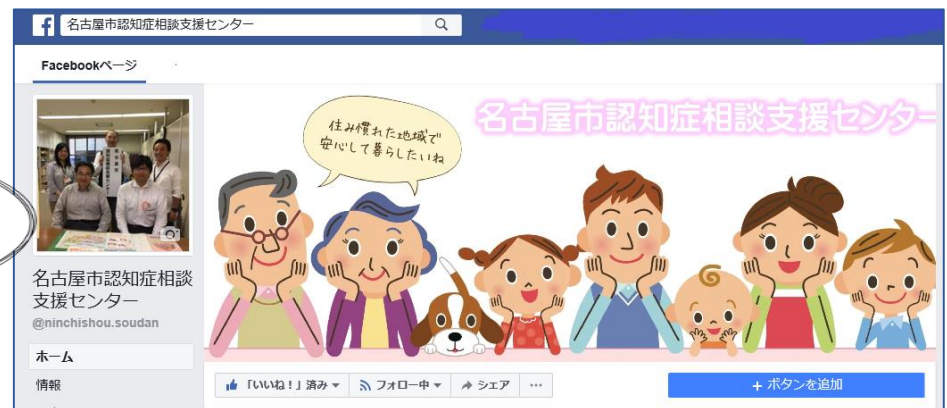 名古屋市認知症相談支援センター
Facebookページ
名古屋市認知症相談支援センター
住み慣れた地域で
安心して暮らしたいね
名古屋市認知症相談
支援センター
@ninchishou.soudan
ホーム
情報
「いいね！」済み
フォロー中
シェア
+ ボタンを追加